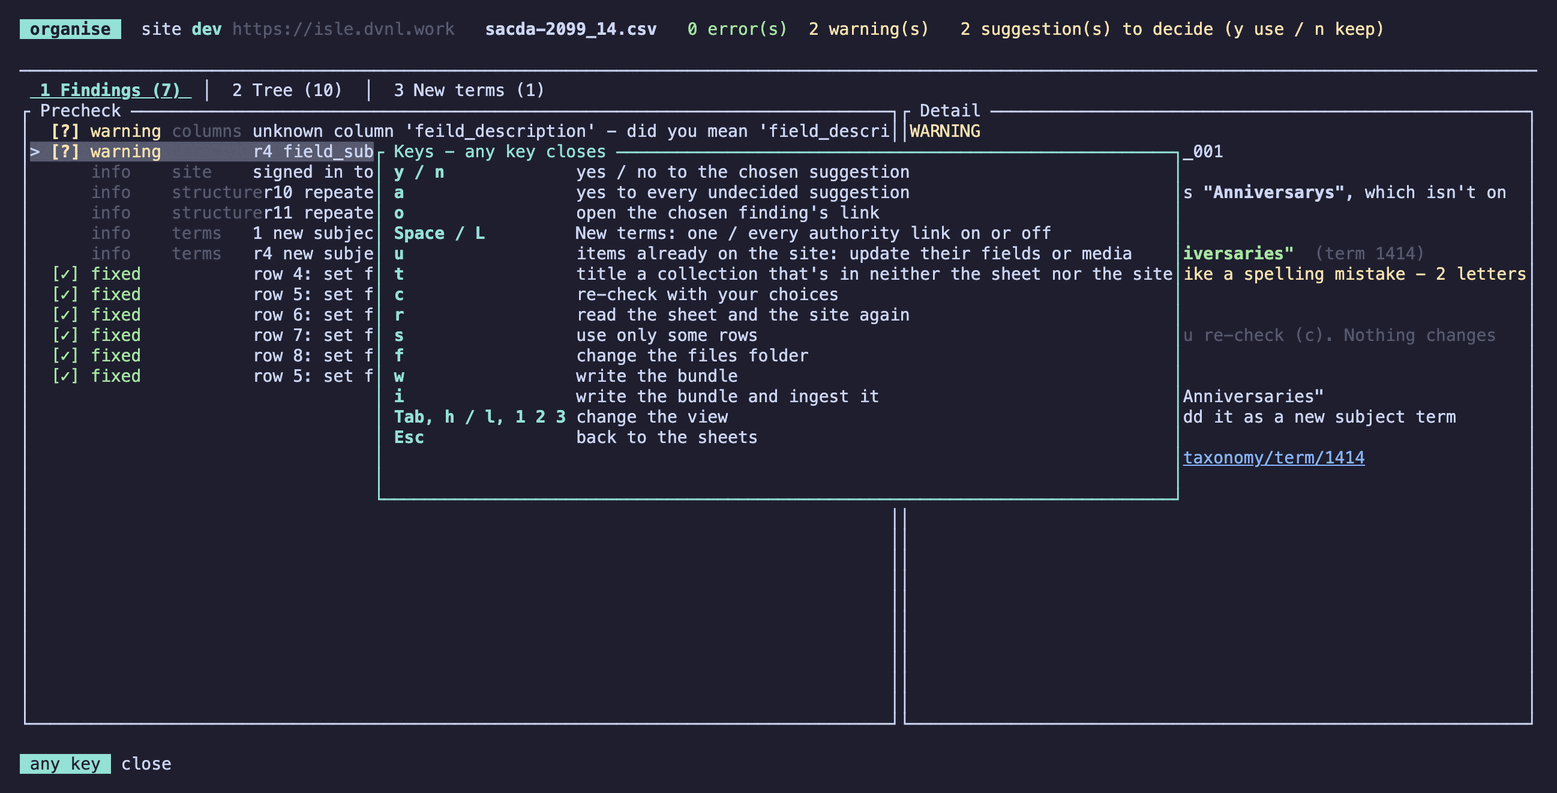 organise site dev https://isle.dvnl.work sacda-2099_14.csv 0 error(s) 2 warning(s) 2 suggestion(s) to decide (y use / n keep)
1 Findings (7) │ 2 Tree (10) │ 3 New terms (1)
Precheck
[?] warning columns unknown column 'feild_description' — did you mean 'field_descri
> [?] warning r4 field_sub
info site signed in to
info structure r10 repeate
info structure r11 repeate
info terms 1 new subjec
info terms r4 new subje
[✓] fixed row 4: set f
[✓] fixed row 5: set f
[✓] fixed row 6: set f
[✓] fixed row 7: set f
[✓] fixed row 8: set f
[✓] fixed row 5: set f
Keys — any key closes
y / n yes / no to the chosen suggestion
a yes to every undecided suggestion
o open the chosen finding's link
Space / L New terms: one / every authority link on or off
u items already on the site: update their fields or media
t title a collection that's in neither the sheet nor the site
c re-check with your choices
r read the sheet and the site again
s use only some rows
f change the files folder
w write the bundle
i write the bundle and ingest it
Tab, h / l, 1 2 3 change the view
Esc back to the sheets
Detail
WARNING
_001
s "Anniversarys", which isn't on
iversaries" (term 1414)
ike a spelling mistake — 2 letters
u re-check (c). Nothing changes
Anniversaries"
dd it as a new subject term
taxonomy/term/1414
any key close